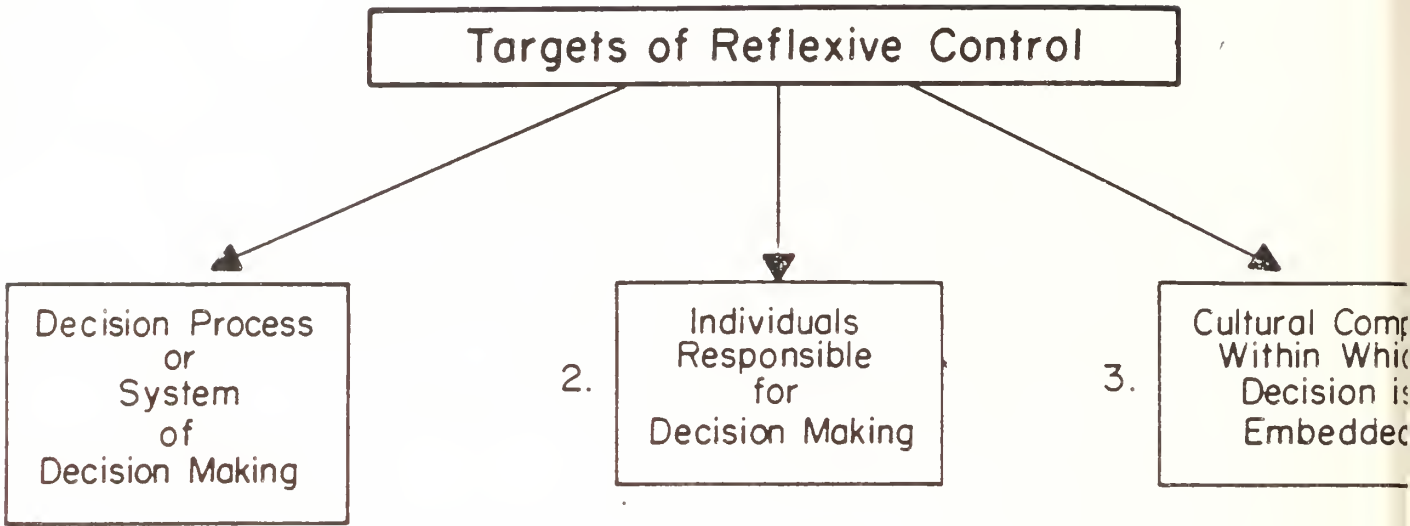 Targets of Reflexive Control
Decision Process
or
System
of
Decision Making
2.
Individuals
Responsible
for
Decision Making
3.
Cultural
Within
Decision